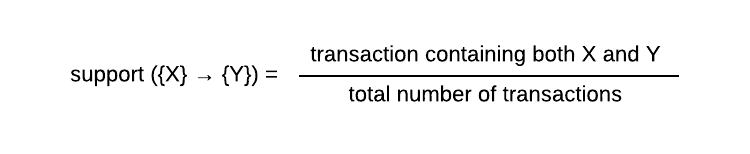 transaction containing both X and Y
support ({X} → {Y}) =
total number of transactions